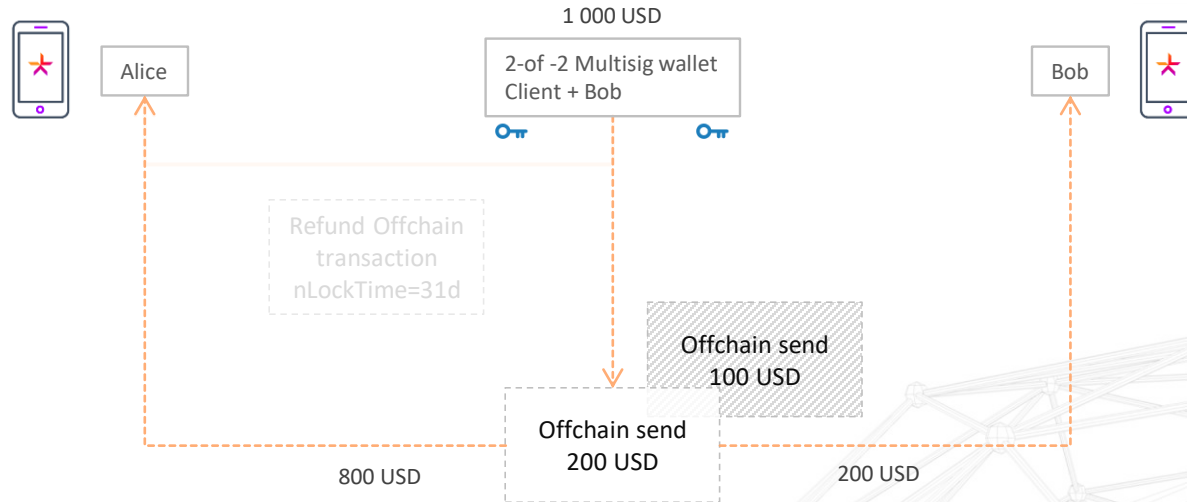 1 000 USD
Alice
2-of -2 Multisig wallet
Client + Bob
Bob
Refund Offchain
transaction
nLockTime=31d
Offchain send
100 USD
Offchain send
200 USD
800 USD
200 USD